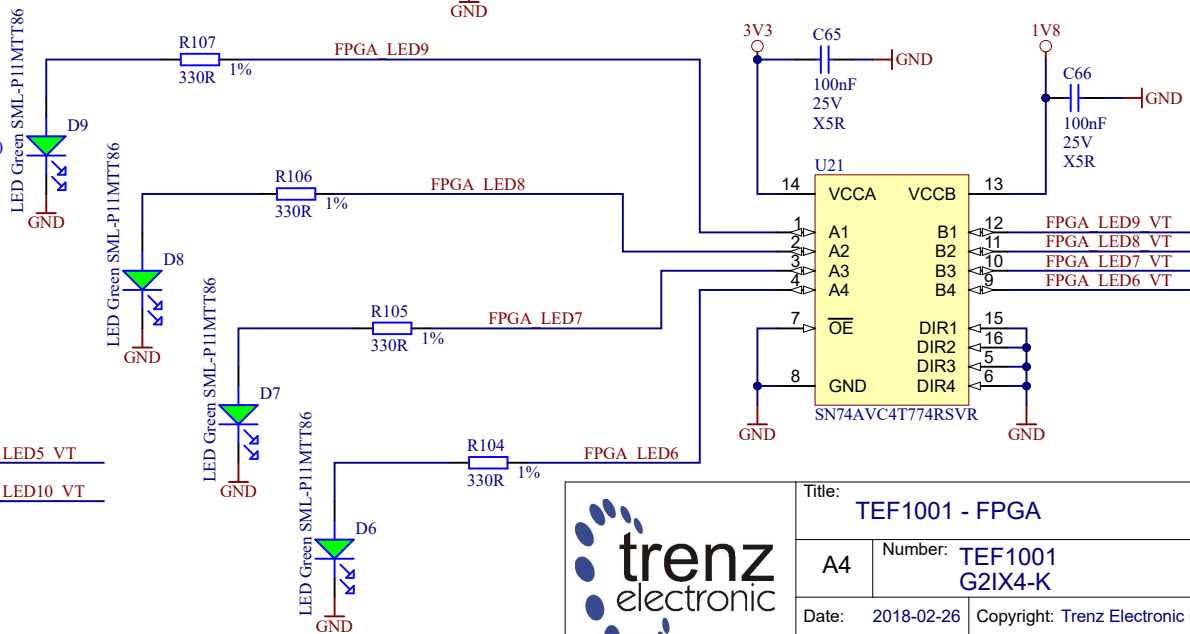 GND
LED Green SML-P11MTT86
D9
GND
R107
330R
1%
FPGA_LED9
LED Green SML-P11MTT86
D8
GND
R106
330R
1%
FPGA_LED8
LED Green SML-P11MTT86
D7
GND
R105
330R
1%
FPGA_LED7
LED Green SML-P11MTT86
D6
GND
R104
330R
1%
FPGA_LED6
LED5_VT
LED10_VT
3V3
C65
100nF
25V
X5R
GND
1V8
C66
100nF
25V
X5R
GND
U21
14 VCCA VCCB 13
1 A1 B1 12 FPGA_LED9_VT
2 A2 B2 11 FPGA_LED8_VT
3 A3 B3 10 FPGA_LED7_VT
4 A4 B4 9 FPGA_LED6_VT
7 OE DIR1 15
DIR2 16
DIR3 5
8 GND DIR4 6
SN74AVC4T774RSVR
GND
GND
trenz
electronic
Title:
TEF1001 - FPGA
A4
Number: TEF1001
G2IX4-K
Date: 2018-02-26 Copyright: Trenz Electronic